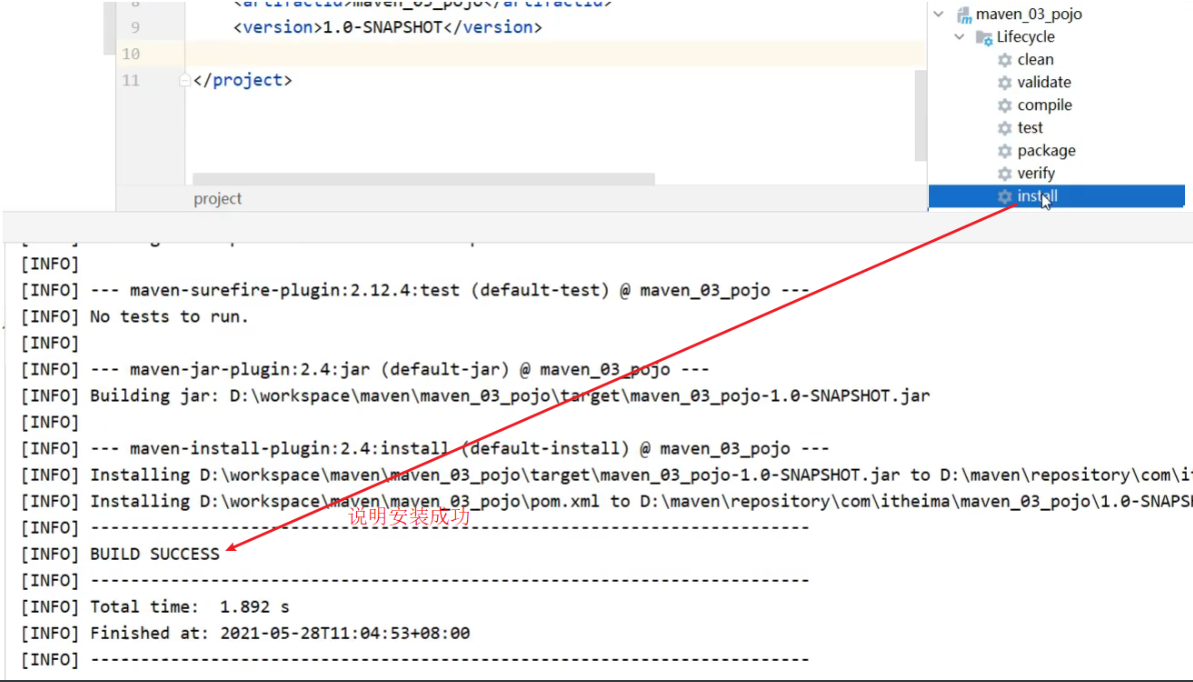 8 <artifactId>maven_03_pojo</artifactId>
9 <version>1.0-SNAPSHOT</version>
10
11 </project>
project
maven_03_pojo
Lifecycle
clean
validate
compile
test
package
verify
install
[INFO]
[INFO] --- maven-surefire-plugin:2.12.4:test (default-test) @ maven_03_pojo ---
[INFO] No tests to run.
[INFO]
[INFO] --- maven-jar-plugin:2.4:jar (default-jar) @ maven_03_pojo ---
[INFO] Building jar: D:\workspace\maven\maven_03_pojo\target\maven_03_pojo-1.0-SNAPSHOT.jar
[INFO]
[INFO] --- maven-install-plugin:2.4:install (default-install) @ maven_03_pojo ---
[INFO] Installing D:\workspace\maven\maven_03_pojo\target\maven_03_pojo-1.0-SNAPSHOT.jar to D:\maven\repository\com\it
[INFO] Installing D:\workspace\maven\maven_03_pojo\pom.xml to D:\maven\repository\com\itheima\maven_03_pojo\1.0-SNAPS
说明安装成功
[INFO] ------------------------------------------------------------------------
[INFO] BUILD SUCCESS
[INFO] ------------------------------------------------------------------------
[INFO] Total time:  1.892 s
[INFO] Finished at: 2021-05-28T11:04:53+08:00
[INFO] ------------------------------------------------------------------------